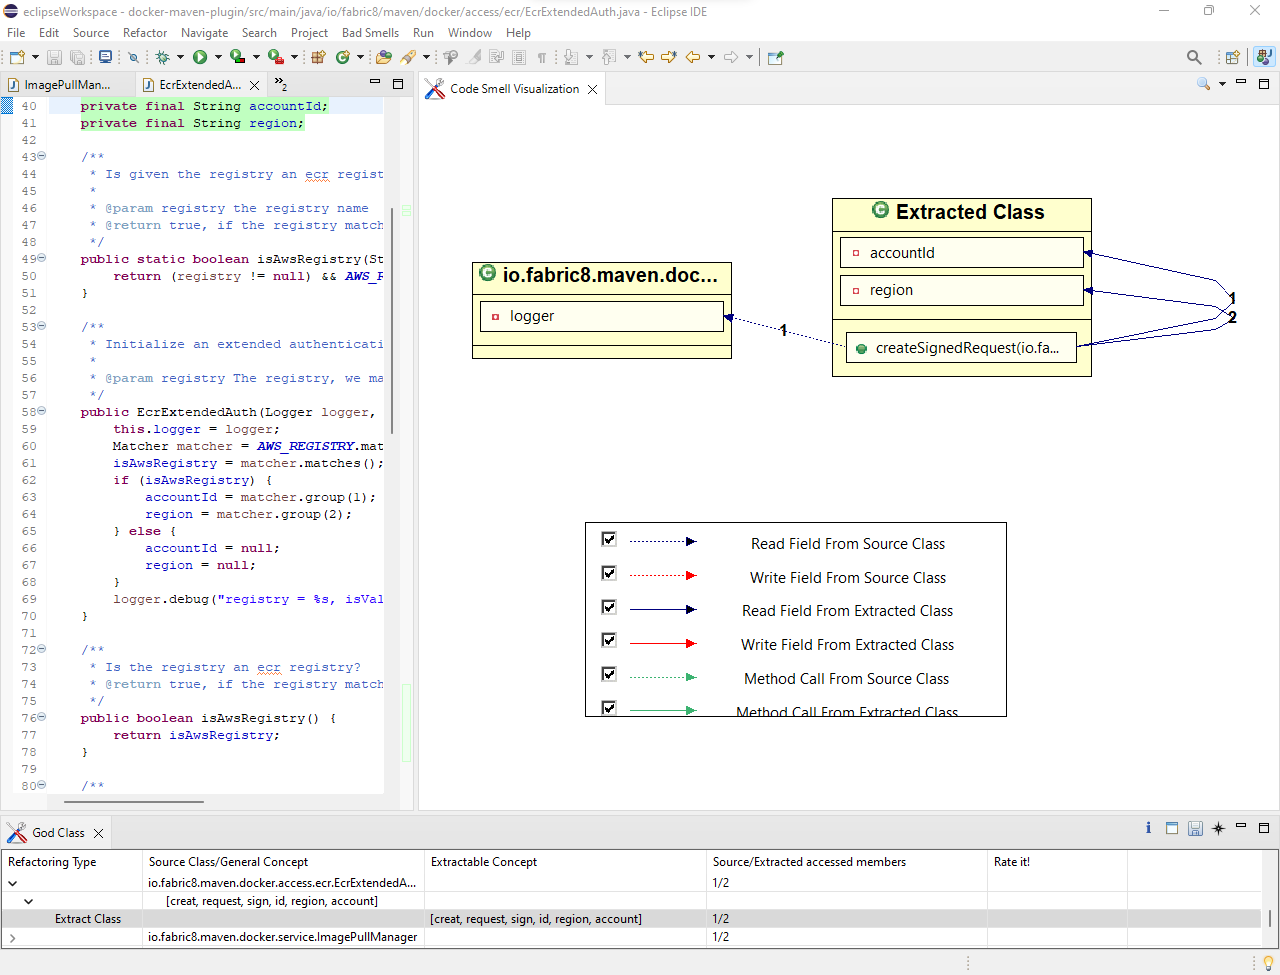 eclipseWorkspace - docker-maven-plugin/src/main/java/io/fabric8/maven/docker/access/ecr/EcrExtendedAuth.java - Eclipse IDE
File Edit Source Refactor Navigate Search Project Bad Smells Run Window Help
ImagePullMan...
EcrExtendedA...
»2
40 private final String accountId;
41 private final String region;
42
43 /**
44 * Is given the registry an ecr regist
45 *
46 * @param registry the registry name
47 * @return true, if the registry match
48 */
49 public static boolean isAwsRegistry(St
50 return (registry != null) && AWS_F
51 }
52
53 /**
54 * Initialize an extended authenticati
55 *
56 * @param registry The registry, we ma
57 */
58 public EcrExtendedAuth(Logger logger,
59 this.logger = logger;
60 Matcher matcher = AWS_REGISTRY.mat
61 isAwsRegistry = matcher.matches();
62 if (isAwsRegistry) {
63 accountId = matcher.group(1);
64 region = matcher.group(2);
65 } else {
66 accountId = null;
67 region = null;
68 }
69 logger.debug("registry = %s, isVal
70 }
71
72 /**
73 * Is the registry an ecr registry?
74 * @return true, if the registry match
75 */
76 public boolean isAwsRegistry() {
77 return isAwsRegistry;
78 }
79
80 /**
Code Smell Visualization
io.fabric8.maven.doc...
logger
Extracted Class
accountId
region
createSignedRequest(io.fa...
1
1
2
Read Field From Source Class
Write Field From Source Class
Read Field From Extracted Class
Write Field From Extracted Class
Method Call From Source Class
Method Call From Extracted Class
God Class
Refactoring Type Source Class/General Concept Extractable Concept Source/Extracted accessed members Rate it!
io.fabric8.maven.docker.access.ecr.EcrExtendedA... 1/2
[creat, request, sign, id, region, account]
Extract Class [creat, request, sign, id, region, account] 1/2
io.fabric8.maven.docker.service.ImagePullManager 1/2